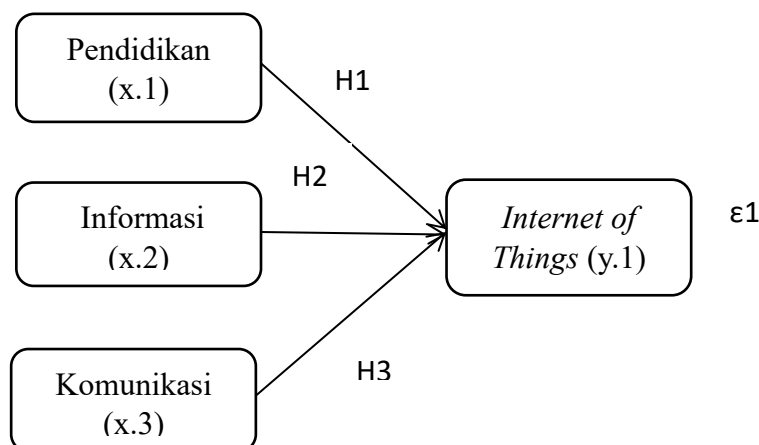 Pendidikan
(x.1)
H1
H2
Informasi
(x.2)
Internet of
Things (y.1)
ε1
H3
Komunikasi
(x.3)